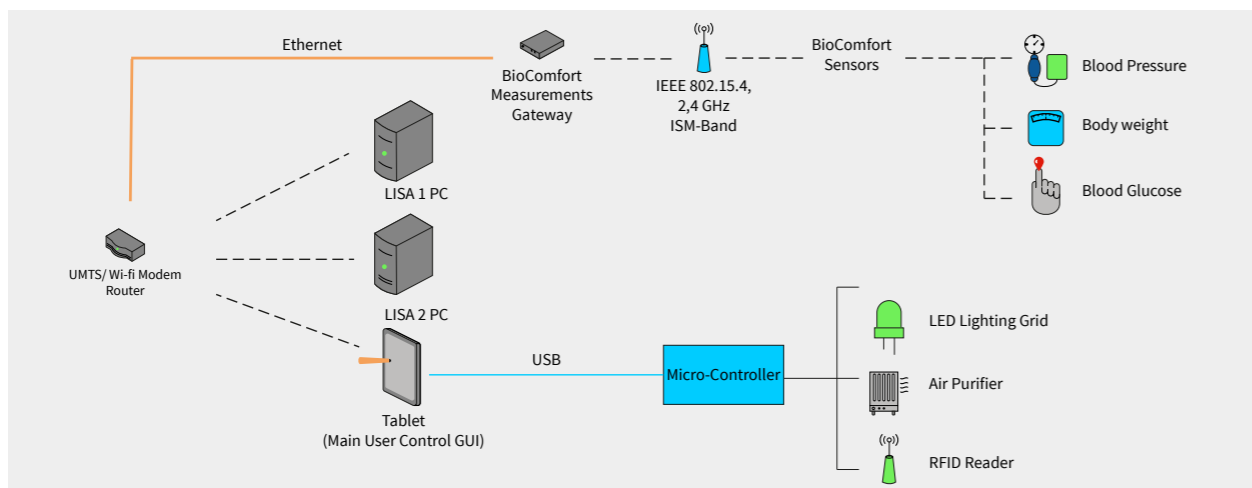 Ethernet
BioComfort
Measurements
Gateway
IEEE 802.15.4,
2,4 GHz
ISM-Band
BioComfort
Sensors
Blood Pressure
Body weight
Blood Glucose
LISA 1 PC
UMTS/ Wi-fi Modem
Router
LISA 2 PC
Tablet
(Main User Control GUI)
USB
Micro-Controller
LED Lighting Grid
Air Purifier
RFID Reader